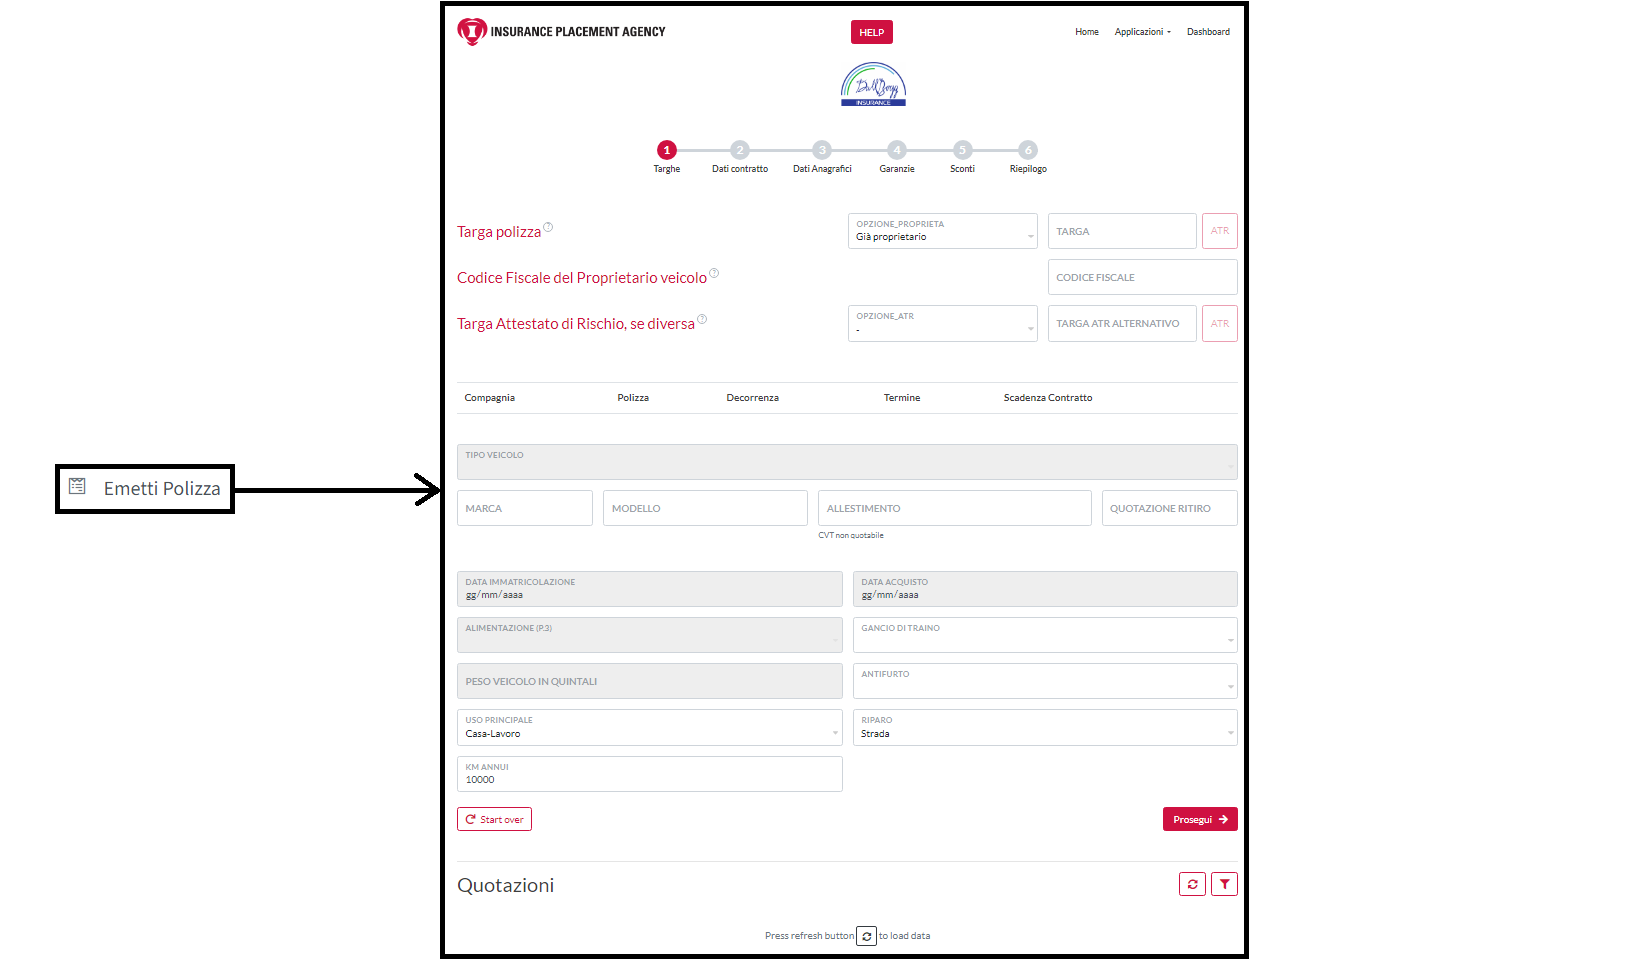 INSURANCE PLACEMENT AGENCY
HELP
Home Applicazioni Dashboard
INSURANCE
1 2 3 4 5 6
Targhe Dati contratto Dati Anagrafici Garanzie Sconti Riepilogo
Targa polizza ?
OPZIONE_PROPRIETA
Già proprietario
TARGA
ATR
Codice Fiscale del Proprietario veicolo ?
CODICE FISCALE
Targa Attestato di Rischio, se diversa ?
OPZIONE_ATR
-
TARGA ATR ALTERNATIVO
ATR
Compagnia Polizza Decorrenza Termine Scadenza Contratto
TIPO VEICOLO
Emetti Polizza
MARCA MODELLO ALLESTIMENTO QUOTAZIONE RITIRO
CVT non quotabile
DATA IMMATRICOLAZIONE
gg/mm/aaaa
DATA ACQUISTO
gg/mm/aaaa
ALIMENTAZIONE (P.3)
GANCIO DI TRAINO
PESO VEICOLO IN QUINTALI
ANTIFURTO
USO PRINCIPALE
Casa-Lavoro
RIPARO
Strada
KM ANNUI
10000
Start over
Prosegui
Quotazioni
Press refresh button to load data